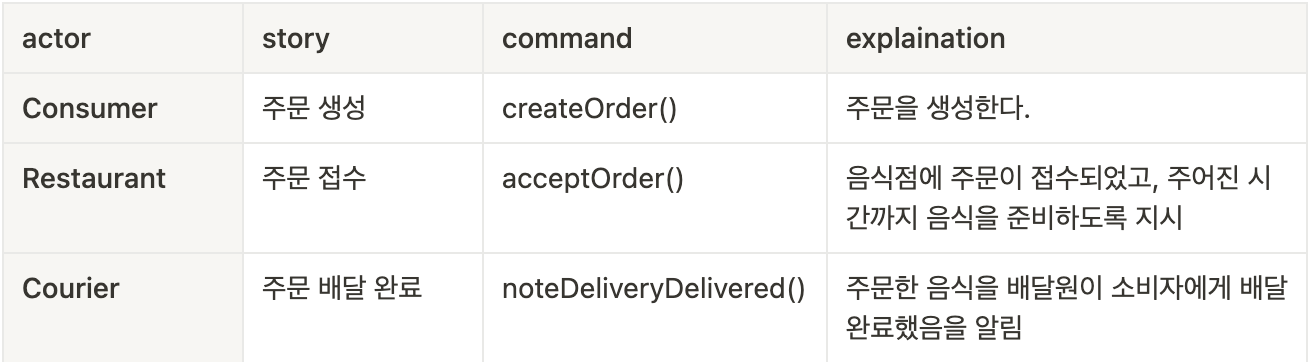 actor story command explaination
Consumer 주문 생성 createOrder() 주문을 생성한다.
Restaurant 주문 접수 acceptOrder() 음식점에 주문이 접수되었고, 주어진 시
간까지 음식을 준비하도록 지시
Courier 주문 배달 완료 noteDeliveryDelivered() 주문한 음식을 배달원이 소비자에게 배달
완료했음을 알림